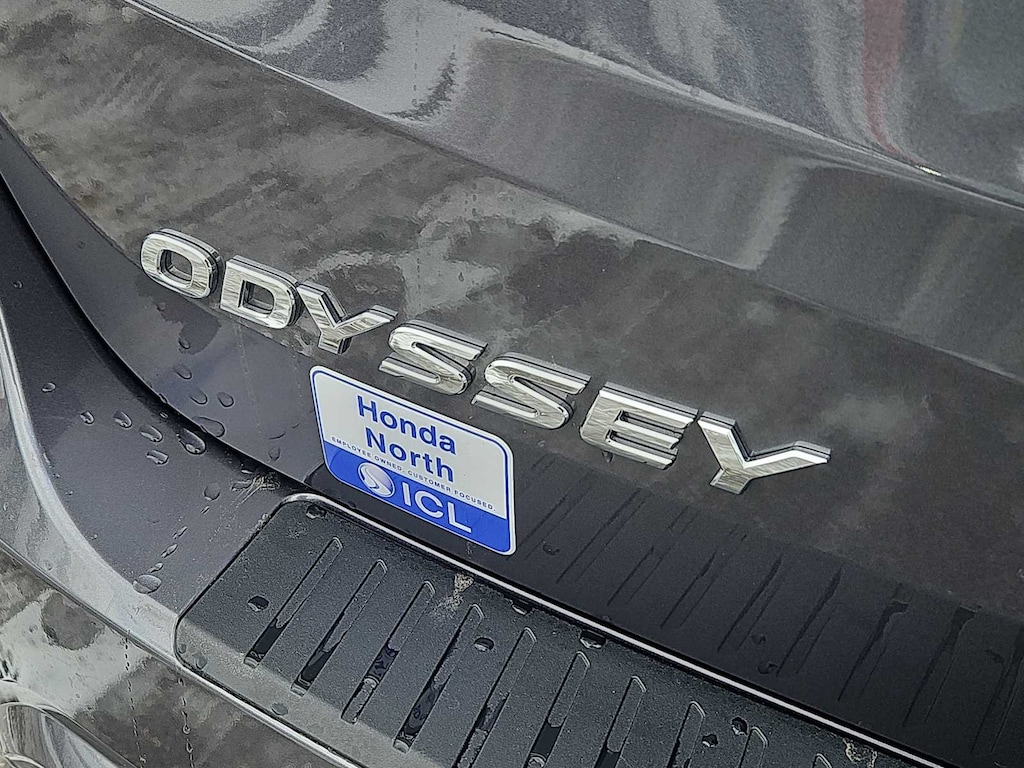 ODYSSEY
Honda
North
EMPLOYEE OWNED. CUSTOMER FOCUSED.
ICL